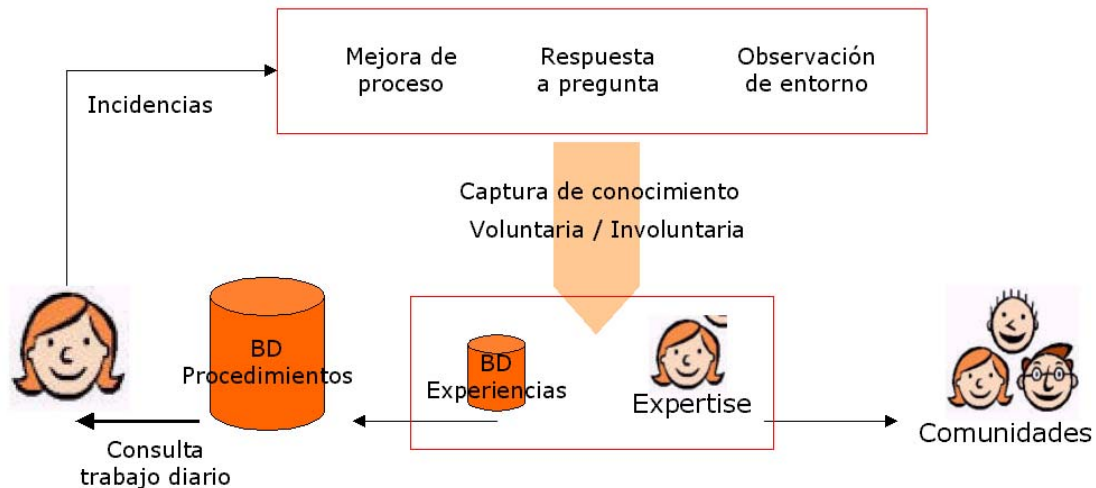 Mejora de
proceso
Respuesta
a pregunta
Observación
de entorno
Incidencias
Captura de conocimiento
Voluntaria / Involuntaria
BD
Procedimientos
BD
Experiencias
Expertise
Comunidades
Consulta
trabajo diario